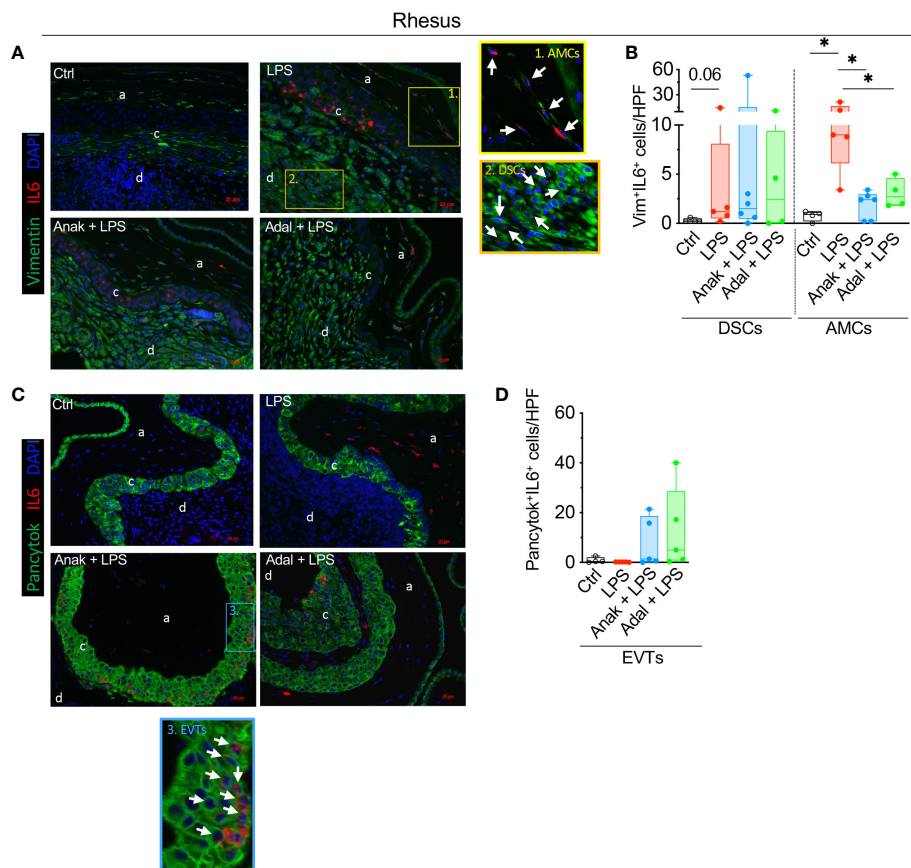 Rhesus
A
Vimentin IL6 DAPI
Ctrl
a
c
d
LPS
a
c
d
1.
2.
20 µm
Anak + LPS
a
c
d
Adal + LPS
a
c
d
1. AMCs
2. DSCs
B
Vim⁺IL6⁺ cells/HPF
60
30
10
5
0
0.06
*
*
*
Ctrl
LPS
Anak + LPS
Adal + LPS
Ctrl
LPS
Anak + LPS
Adal + LPS
DSCs
AMCs
C
Pancytok IL6 DAPI
Ctrl
a
c
d
LPS
a
c
d
Anak + LPS
3.
a
c
d
Adal + LPS
d
a
c
3. EVTs
D
Pancytok⁺IL6⁺ cells/HPF
60
40
20
0
Ctrl
LPS
Anak + LPS
Adal + LPS
EVTs